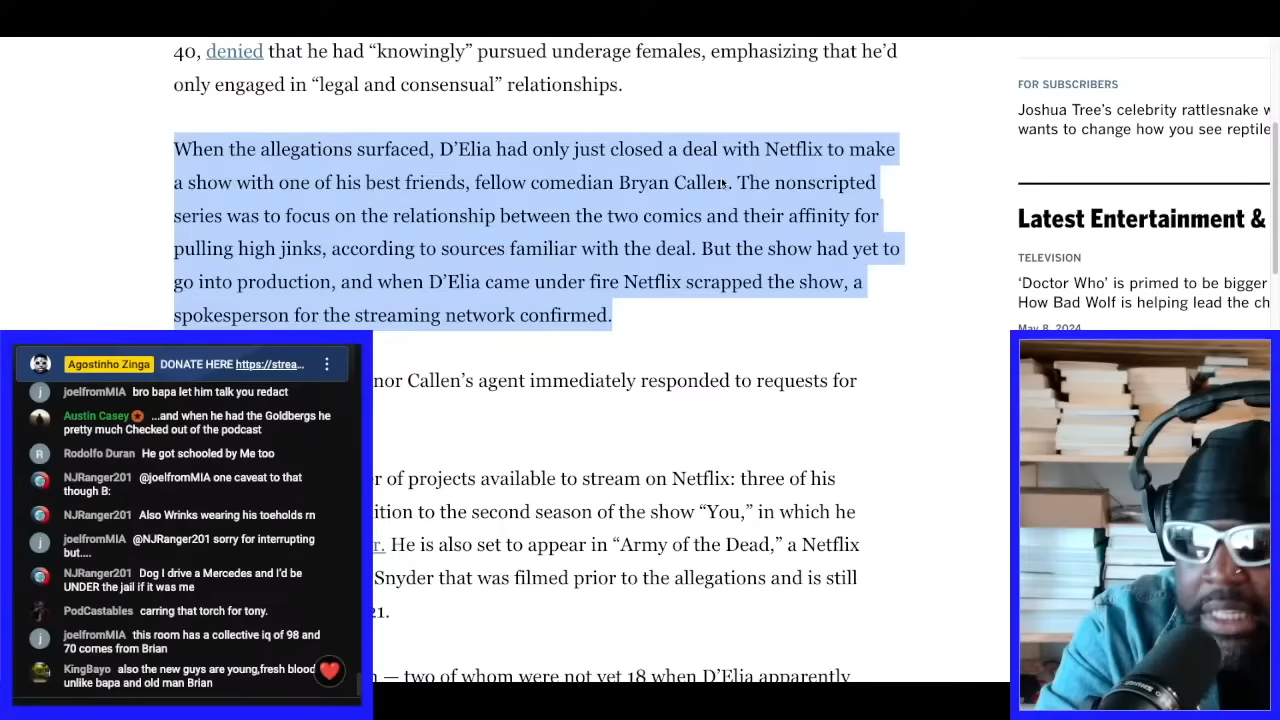 40, denied that he had “knowingly” pursued underage females, emphasizing that he’d
only engaged in “legal and consensual” relationships.
When the allegations surfaced, D’Elia had only just closed a deal with Netflix to make
a show with one of his best friends, fellow comedian Bryan Callen. The nonscripted
series was to focus on the relationship between the two comics and their affinity for
pulling high jinks, according to sources familiar with the deal. But the show had yet to
go into production, and when D’Elia came under fire Netflix scrapped the show, a
spokesperson for the streaming network confirmed.
nor Callen’s agent immediately responded to requests for
r of projects available to stream on Netflix: three of his
ition to the second season of the show “You,” in which he
r. He is also set to appear in “Army of the Dead,” a Netflix
Snyder that was filmed prior to the allegations and is still
21.
— two of whom were not yet 18 when D’Elia apparently
FOR SUBSCRIBERS
Joshua Tree’s celebrity rattlesnake w
wants to change how you see reptile
Latest Entertainment &
TELEVISION
‘Doctor Who’ is primed to be bigger
How Bad Wolf is helping lead the ch
May 8, 2024
Agostinho Zinga DONATE HERE https://strea...
joelfromMIA bro bapa let him talk you redact
Austin Casey ...and when he had the Goldbergs he
pretty much Checked out of the podcast
R Rodolfo Duran He got schooled by Me too
NJRanger201 @joelfromMIA one caveat to that
though B:
NJRanger201 Also Wrinks wearing his toeholds rn
j joelfromMIA @NJRanger201 sorry for interrupting
but....
NJRanger201 Dog I drive a Mercedes and I'd be
UNDER the jail if it was me
PodCastables carring that torch for tony.
j joelfromMIA this room has a collective iq of 98 and
70 comes from Brian
KingBayo also the new guys are young,fresh blood
unlike bapa and old man Brian